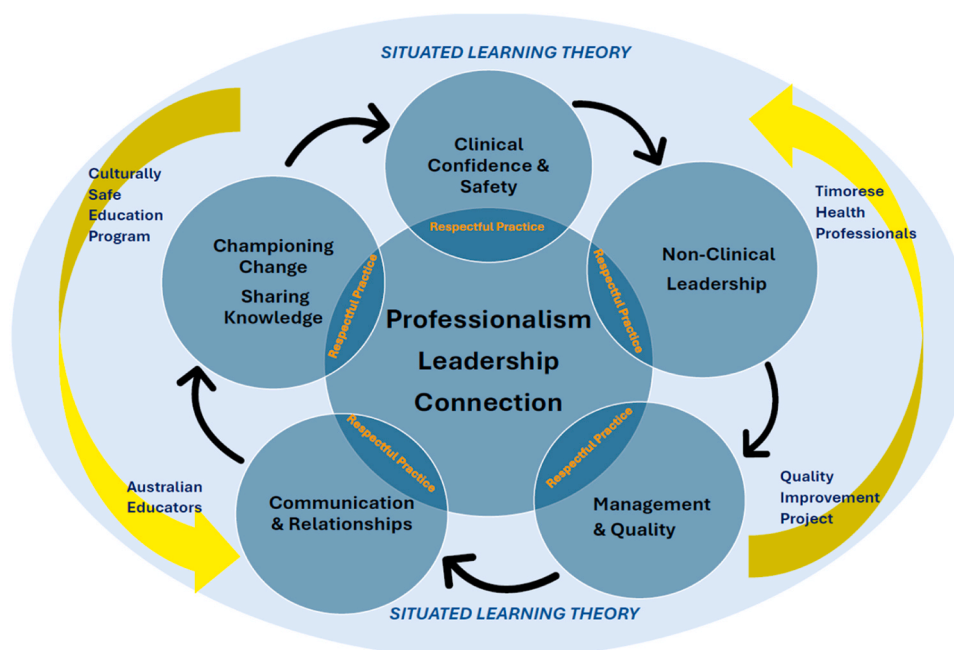 SITUATED LEARNING THEORY
Clinical
Confidence &
Safety
Respectful Practice
Culturally
Safe
Education
Program
Timorese
Health
Professionals
Championing
Change
Sharing
Knowledge
Respectful Practice
Non-Clinical
Leadership
Respectful Practice
Professionalism
Leadership
Connection
Australian
Educators
Communication
& Relationships
Respectful Practice
Management
& Quality
Respectful Practice
Quality
Improvement
Project
SITUATED LEARNING THEORY